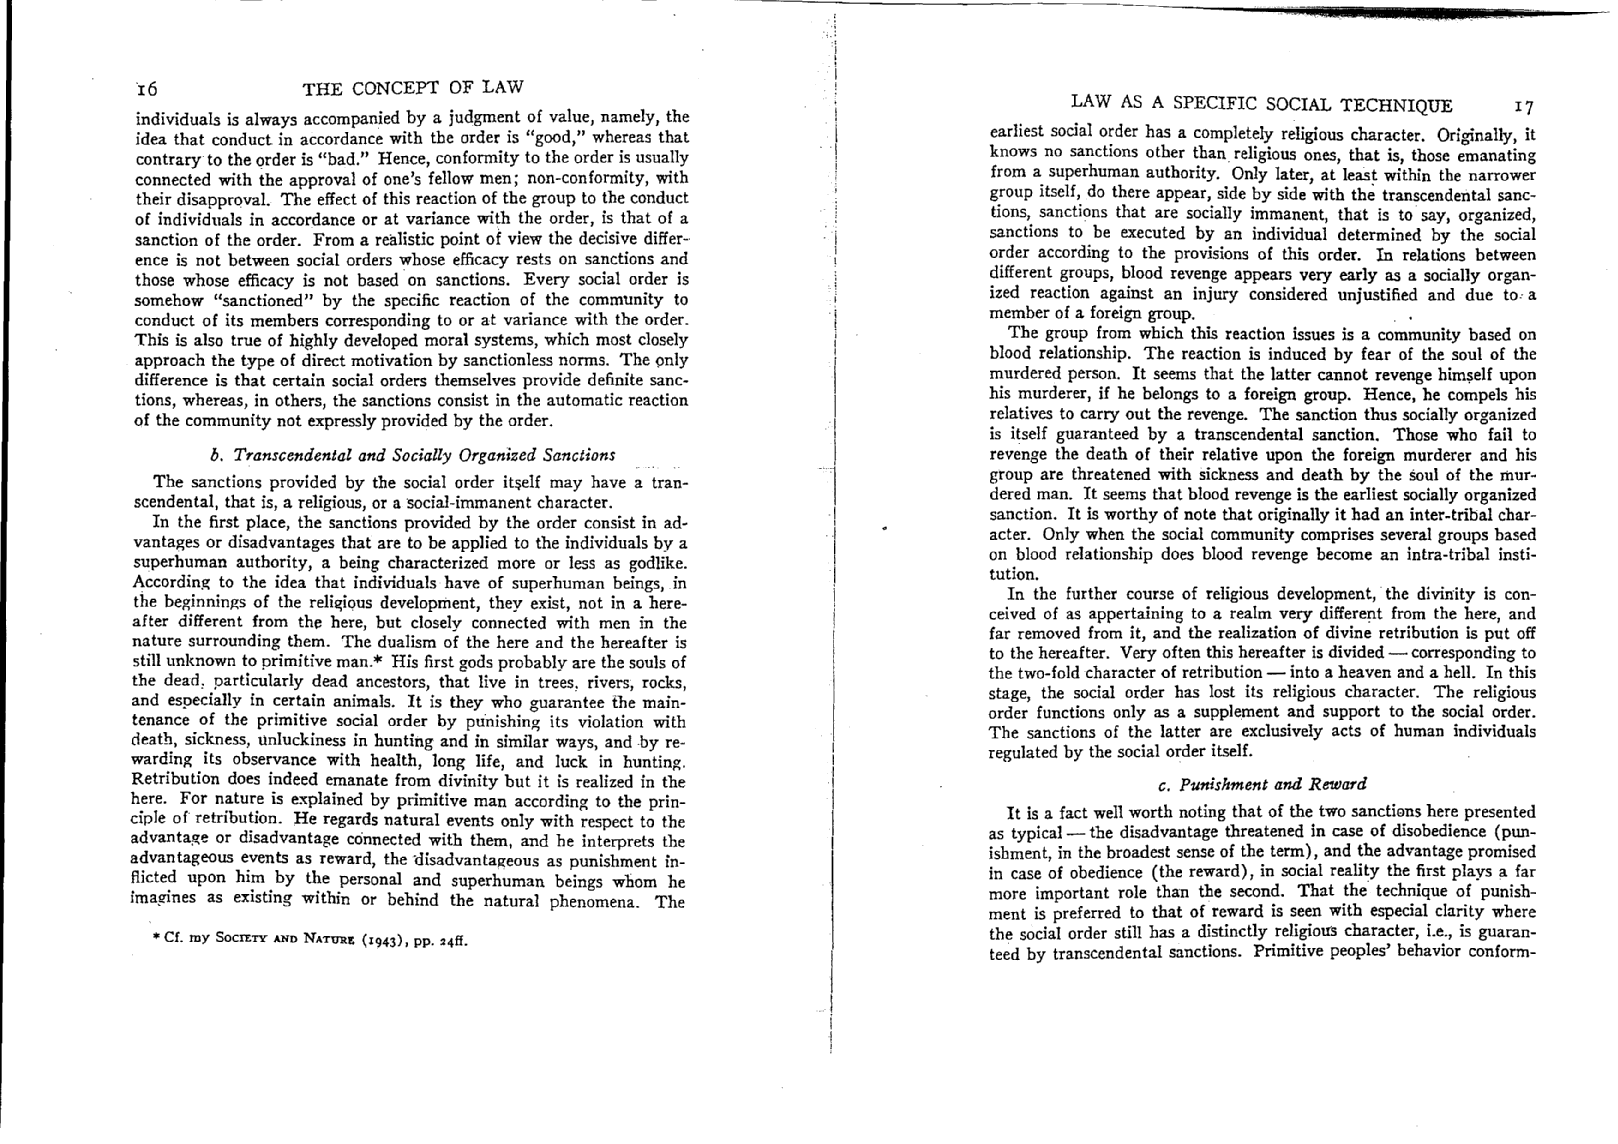 16 THE CONCEPT OF LAW
individuals is always accompanied by a judgment of value, namely, the
idea that conduct in accordance with the order is “good,” whereas that
contrary to the order is “bad.” Hence, conformity to the order is usually
connected with the approval of one’s fellow men; non-conformity, with
their disapproval. The effect of this reaction of the group to the conduct
of individuals in accordance or at variance with the order, is that of a
sanction of the order. From a realistic point of view the decisive differ-
ence is not between social orders whose efficacy rests on sanctions and
those whose efficacy is not based on sanctions. Every social order is
somehow “sanctioned” by the specific reaction of the community to
conduct of its members corresponding to or at variance with the order.
This is also true of highly developed moral systems, which most closely
approach the type of direct motivation by sanctionless norms. The only
difference is that certain social orders themselves provide definite sanc-
tions, whereas, in others, the sanctions consist in the automatic reaction
of the community not expressly provided by the order.
b. Transcendental and Socially Organized Sanctions
The sanctions provided by the social order itself may have a tran-
scendental, that is, a religious, or a social-immanent character.
In the first place, the sanctions provided by the order consist in ad-
vantages or disadvantages that are to be applied to the individuals by a
superhuman authority, a being characterized more or less as godlike.
According to the idea that individuals have of superhuman beings, in
the beginnings of the religious development, they exist, not in a here-
after different from the here, but closely connected with men in the
nature surrounding them. The dualism of the here and the hereafter is
still unknown to primitive man.* His first gods probably are the souls of
the dead, particularly dead ancestors, that live in trees, rivers, rocks,
and especially in certain animals. It is they who guarantee the main-
tenance of the primitive social order by punishing its violation with
death, sickness, unluckiness in hunting and in similar ways, and by re-
warding its observance with health, long life, and luck in hunting.
Retribution does indeed emanate from divinity but it is realized in the
here. For nature is explained by primitive man according to the prin-
ciple of retribution. He regards natural events only with respect to the
advantage or disadvantage connected with them, and he interprets the
advantageous events as reward, the disadvantageous as punishment in-
flicted upon him by the personal and superhuman beings whom he
imagines as existing within or behind the natural phenomena. The
* Cf. my SOCIETY AND NATURE (1943), pp. 24ff.
LAW AS A SPECIFIC SOCIAL TECHNIQUE 17
earliest social order has a completely religious character. Originally, it
knows no sanctions other than religious ones, that is, those emanating
from a superhuman authority. Only later, at least within the narrower
group itself, do there appear, side by side with the transcendental sanc-
tions, sanctions that are socially immanent, that is to say, organized,
sanctions to be executed by an individual determined by the social
order according to the provisions of this order. In relations between
different groups, blood revenge appears very early as a socially organ-
ized reaction against an injury considered unjustified and due to a
member of a foreign group.
The group from which this reaction issues is a community based on
blood relationship. The reaction is induced by fear of the soul of the
murdered person. It seems that the latter cannot revenge himself upon
his murderer, if he belongs to a foreign group. Hence, he compels his
relatives to carry out the revenge. The sanction thus socially organized
is itself guaranteed by a transcendental sanction. Those who fail to
revenge the death of their relative upon the foreign murderer and his
group are threatened with sickness and death by the soul of the mur-
dered man. It seems that blood revenge is the earliest socially organized
sanction. It is worthy of note that originally it had an inter-tribal char-
acter. Only when the social community comprises several groups based
on blood relationship does blood revenge become an intra-tribal insti-
tution.
In the further course of religious development, the divinity is con-
ceived of as appertaining to a realm very different from the here, and
far removed from it, and the realization of divine retribution is put off
to the hereafter. Very often this hereafter is divided — corresponding to
the two-fold character of retribution — into a heaven and a hell. In this
stage, the social order has lost its religious character. The religious
order functions only as a supplement and support to the social order.
The sanctions of the latter are exclusively acts of human individuals
regulated by the social order itself.
c. Punishment and Reward
It is a fact well worth noting that of the two sanctions here presented
as typical — the disadvantage threatened in case of disobedience (pun-
ishment, in the broadest sense of the term), and the advantage promised
in case of obedience (the reward), in social reality the first plays a far
more important role than the second. That the technique of punish-
ment is preferred to that of reward is seen with especial clarity where
the social order still has a distinctly religious character, i.e., is guaran-
teed by transcendental sanctions. Primitive peoples’ behavior conform-